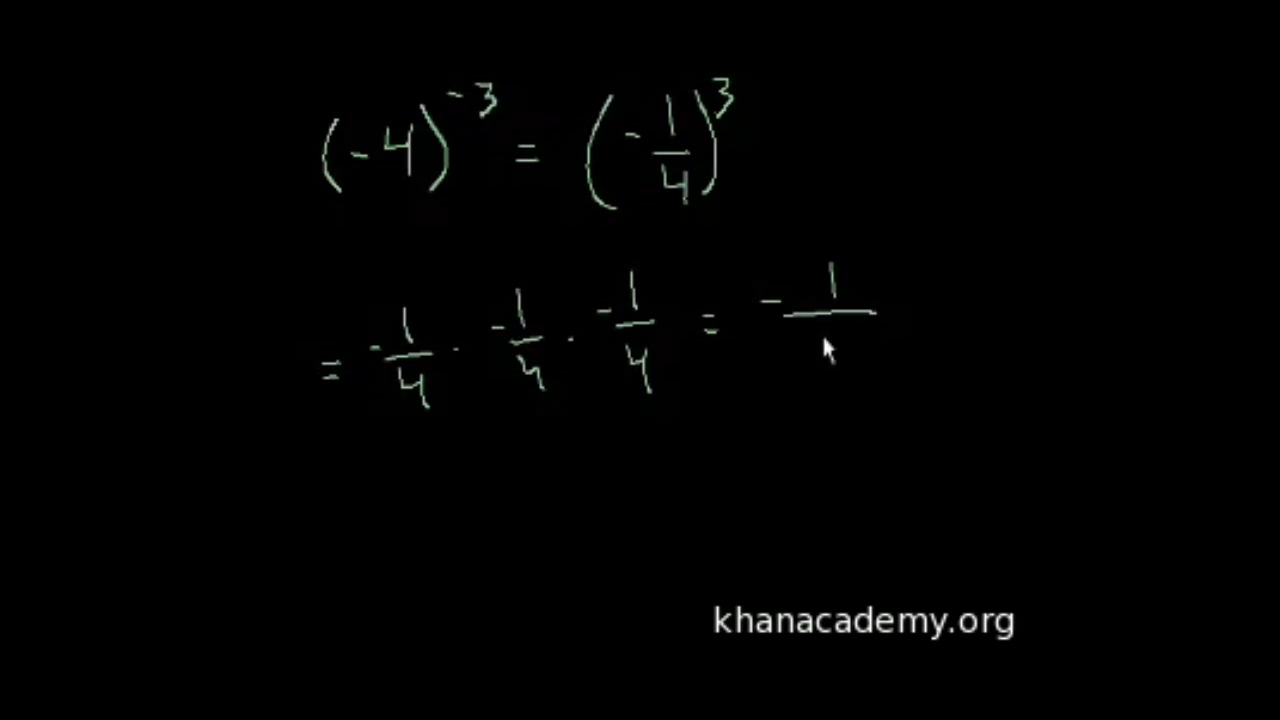 (-4)^-3 = (-1/4)^3
= -1/4 · -1/4 · -1/4 = -1/
khanacademy.org